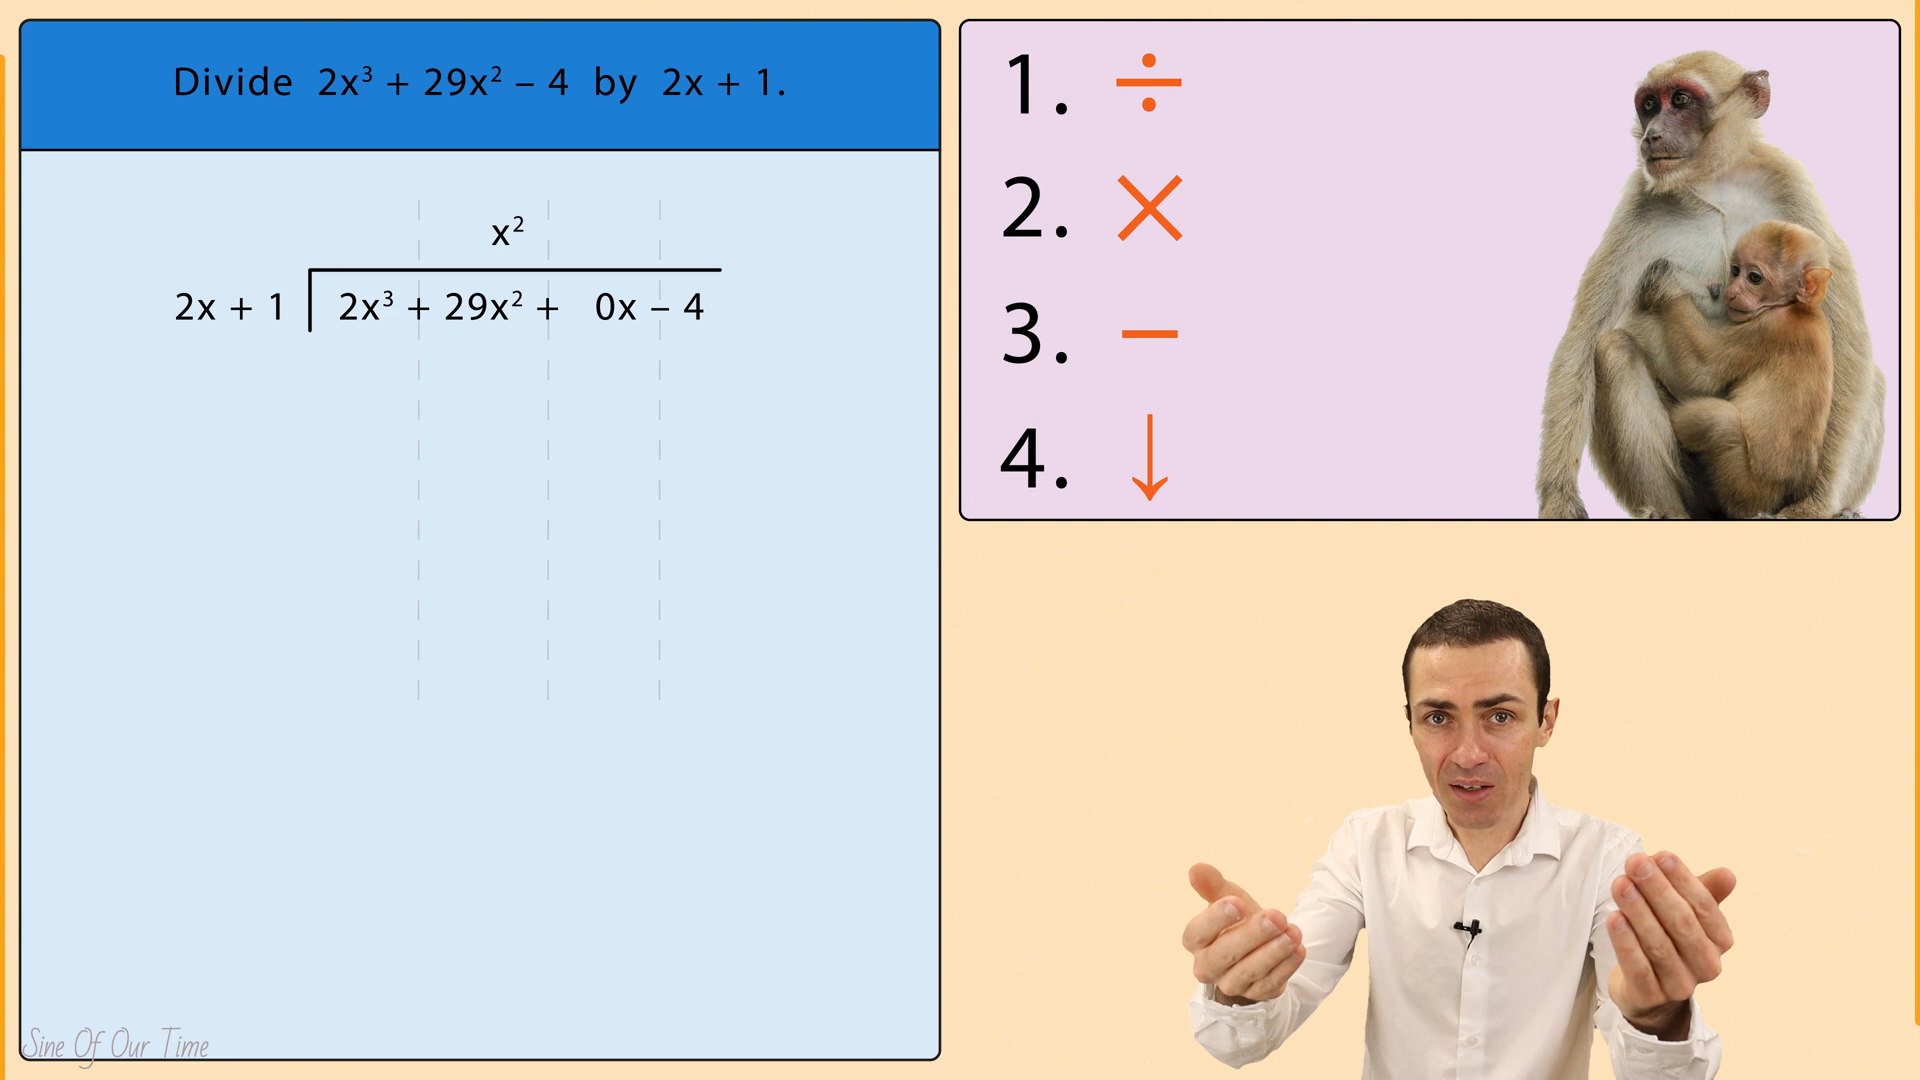 Divide 2x³ + 29x² – 4 by 2x + 1.
x²
2x + 1 2x³ + 29x² + 0x – 4
1. ÷
2. ×
3. –
4. ↓
Sine Of Our Time